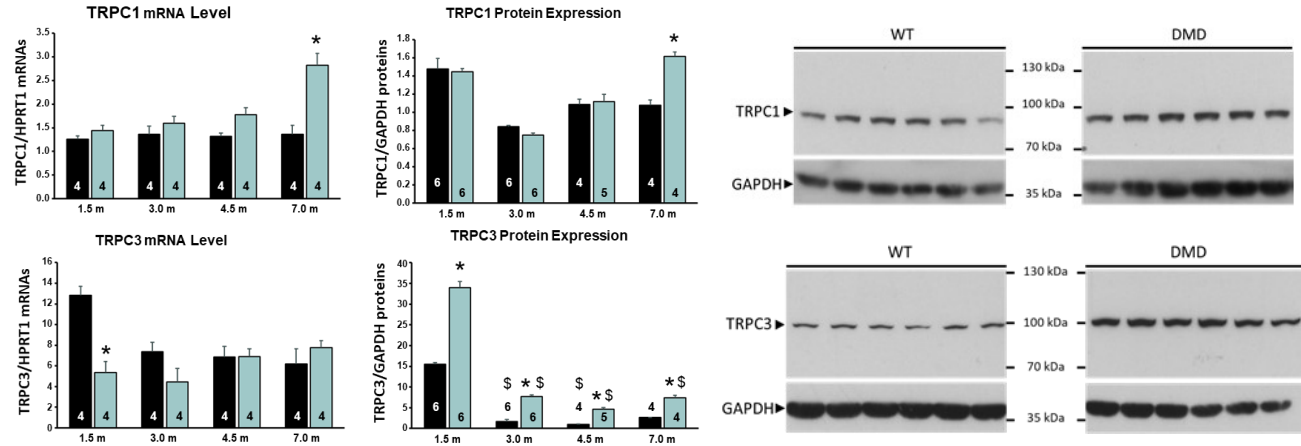 TRPC1 mRNA Level
TRPC1/HPRT1 mRNAs
3.5
3.0
2.5
2.0
1.5
1.0
0.5
0.0
*
4 4 4 4 4 4 4 4
1.5 m 3.0 m 4.5 m 7.0 m
TRPC1 Protein Expression
TRPC1/GAPDH proteins
1.8
1.6
1.4
1.2
1.0
0.8
0.6
0.4
0.2
0.0
*
6 6 6 6 4 5 4 4
1.5 m 3.0 m 4.5 m 7.0 m
WT DMD
130 kDa
TRPC1 100 kDa
70 kDa
GAPDH 35 kDa
TRPC3 mRNA Level
TRPC3/HPRT1 mRNAs
16
14
12
10
8
6
4
2
0
*
4 4 4 4 4 4 4 4
1.5 m 3.0 m 4.5 m 7.0 m
TRPC3 Protein Expression
TRPC3/GAPDH proteins
40
35
30
25
20
15
10
5
0
*
$ * $ $ * $ * $
6 6 6 6 4 5 4 4
1.5 m 3.0 m 4.5 m 7.0 m
WT DMD
130 kDa
TRPC3 100 kDa
70 kDa
GAPDH 35 kDa